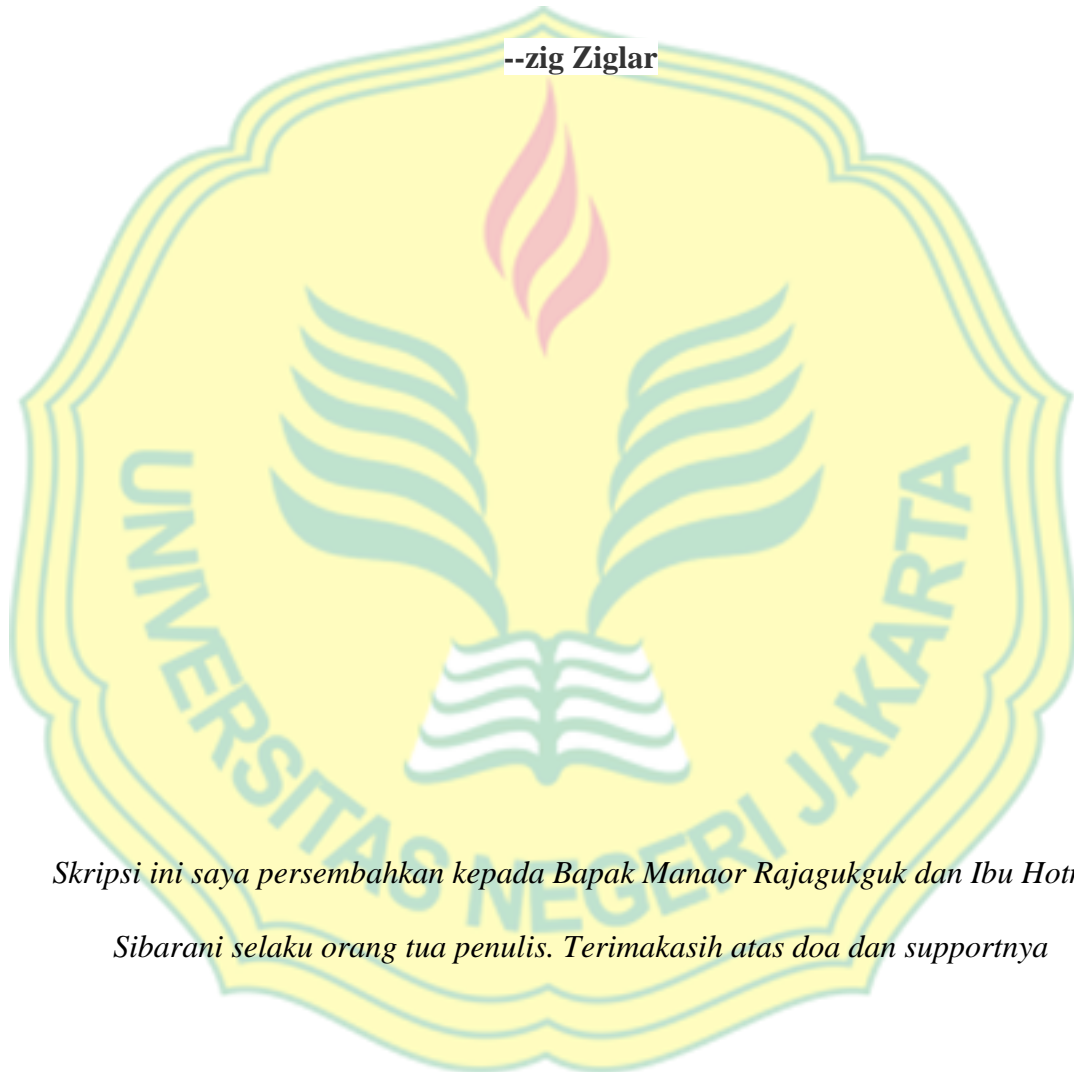 --zig Ziglar
UNIVERSITAS NEGERI JAKARTA
Skripsi ini saya persembahkan kepada Bapak Manaor Rajagukguk dan Ibu
Sibarani selaku orang tua penulis. Terimakasih atas doa dan supportnya